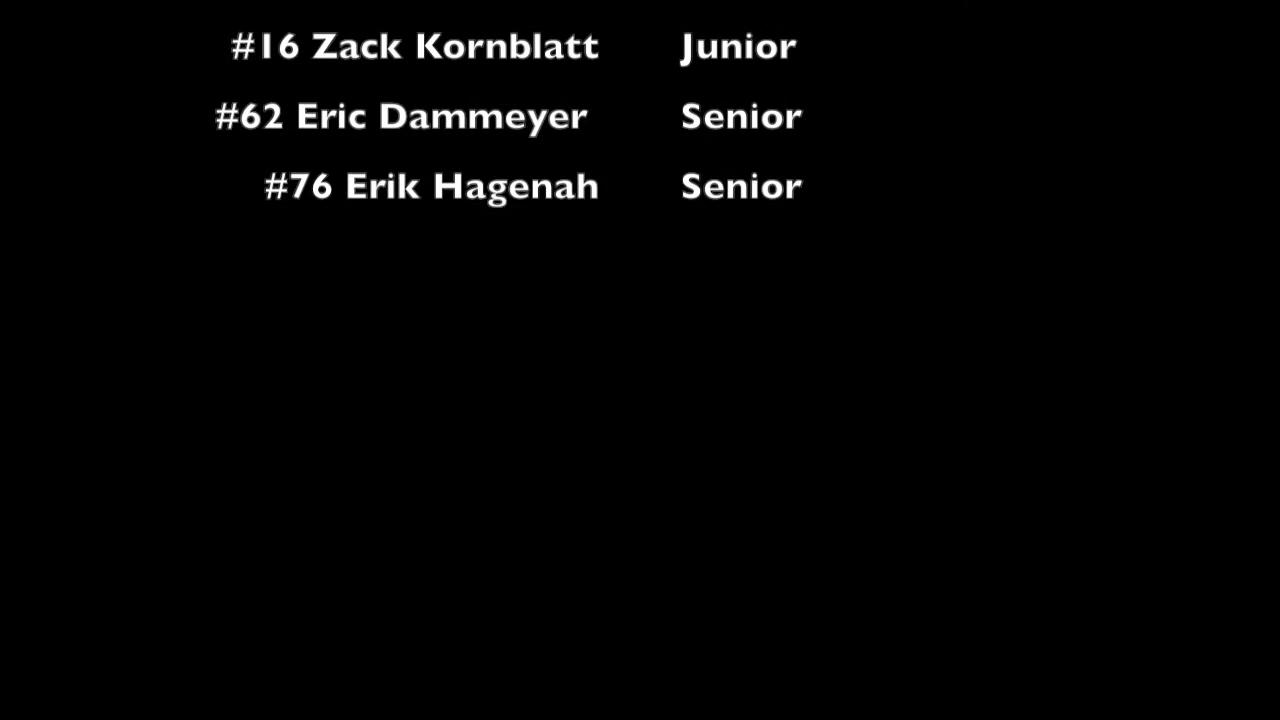 #16 Zack Kornblatt Junior
#62 Eric Dammeyer Senior
#76 Erik Hagenah Senior